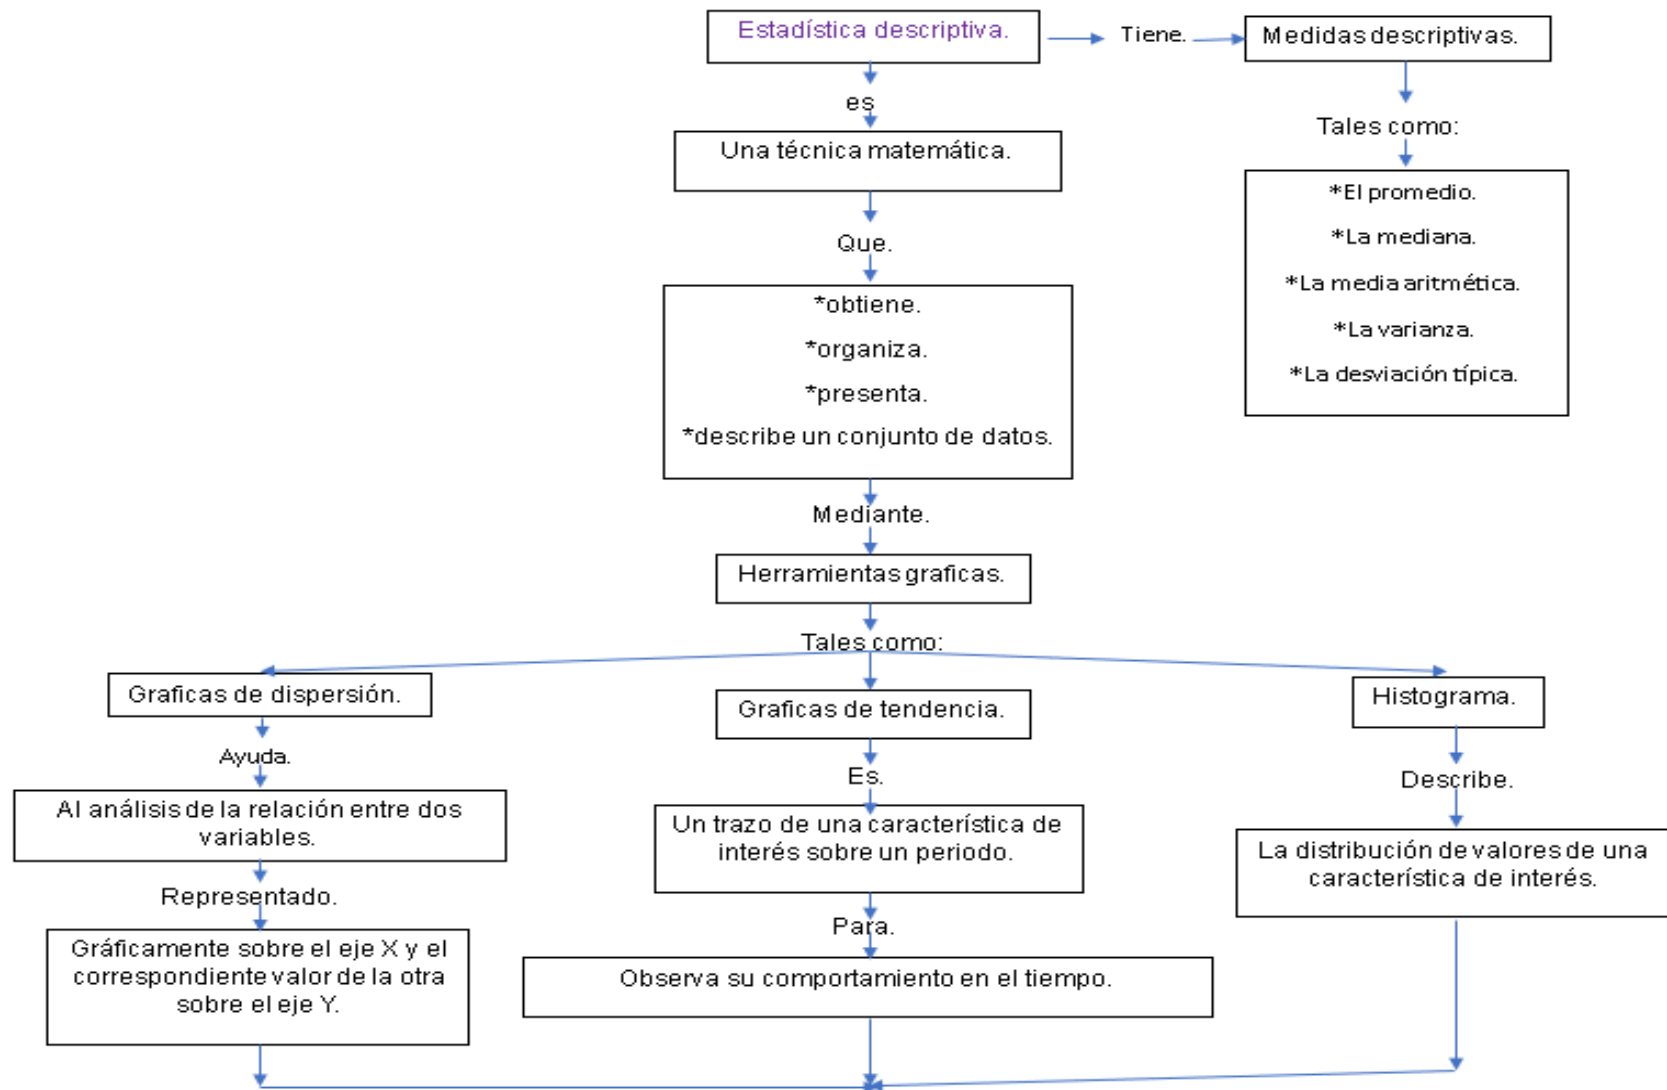 Estadística descriptiva.
Tiene.
Medidas descriptivas.
es
Una técnica matemática.
Que.
*obtiene.
*organiza.
*presenta.
*describe un conjunto de datos.
Tales como:
*El promedio.
*La mediana.
*La media aritmética.
*La varianza.
*La desviación típica.
Mediante.
Herramientas graficas.
Tales como:
Graficas de dispersión.
Ayuda.
Al análisis de la relación entre dos
variables.
Representado.
Gráficamente sobre el eje X y el
correspondiente valor de la otra
sobre el eje Y.
Graficas de tendencia.
Es.
Un trazo de una característica de
interés sobre un periodo.
Para.
Observa su comportamiento en el tiempo.
Histograma.
Describe.
La distribución de valores de una
característica de interés.